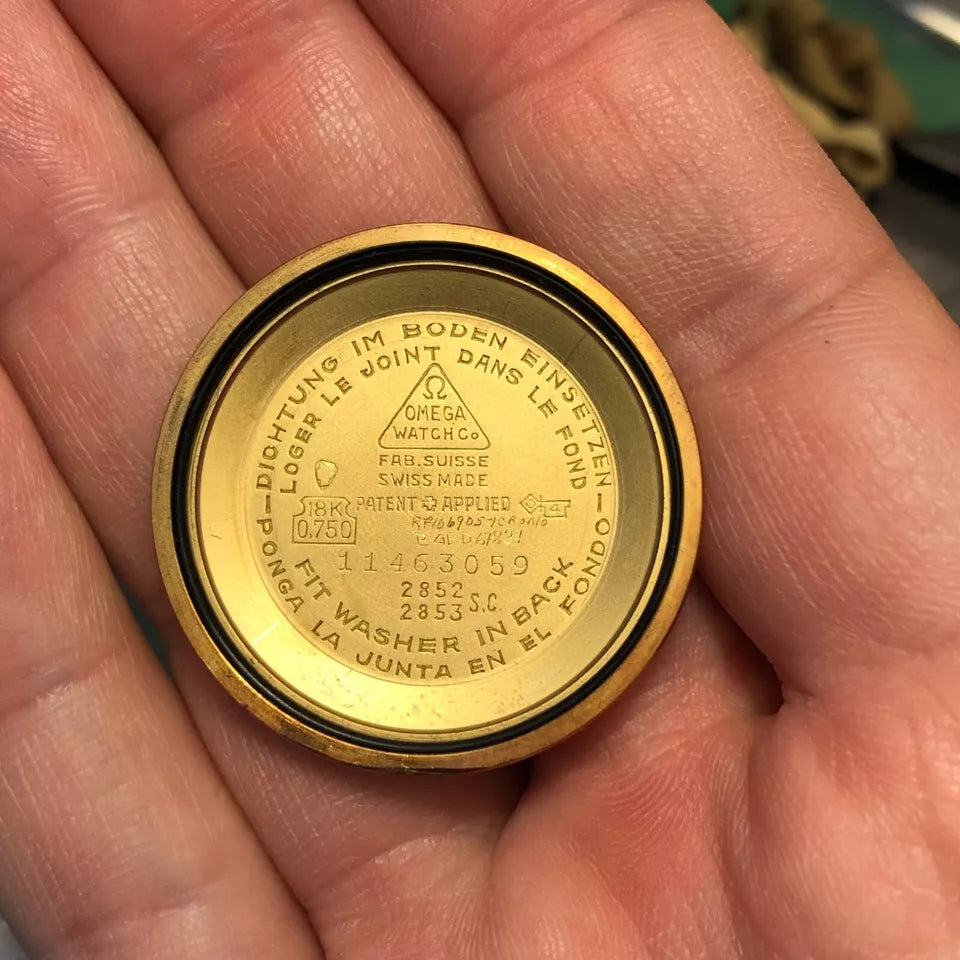 DICHTUNG IM BODEN EINSETZEN
LOGER LE JOINT DANS LE FOND
Ω
OMEGA
WATCH Co
FAB. SUISSE
SWISS MADE
PATENT APPLIED
18K
0,750
4
11463059
2852
2853 S.C.
FIT WASHER IN BACK
PONGA LA JUNTA EN EL FONDO